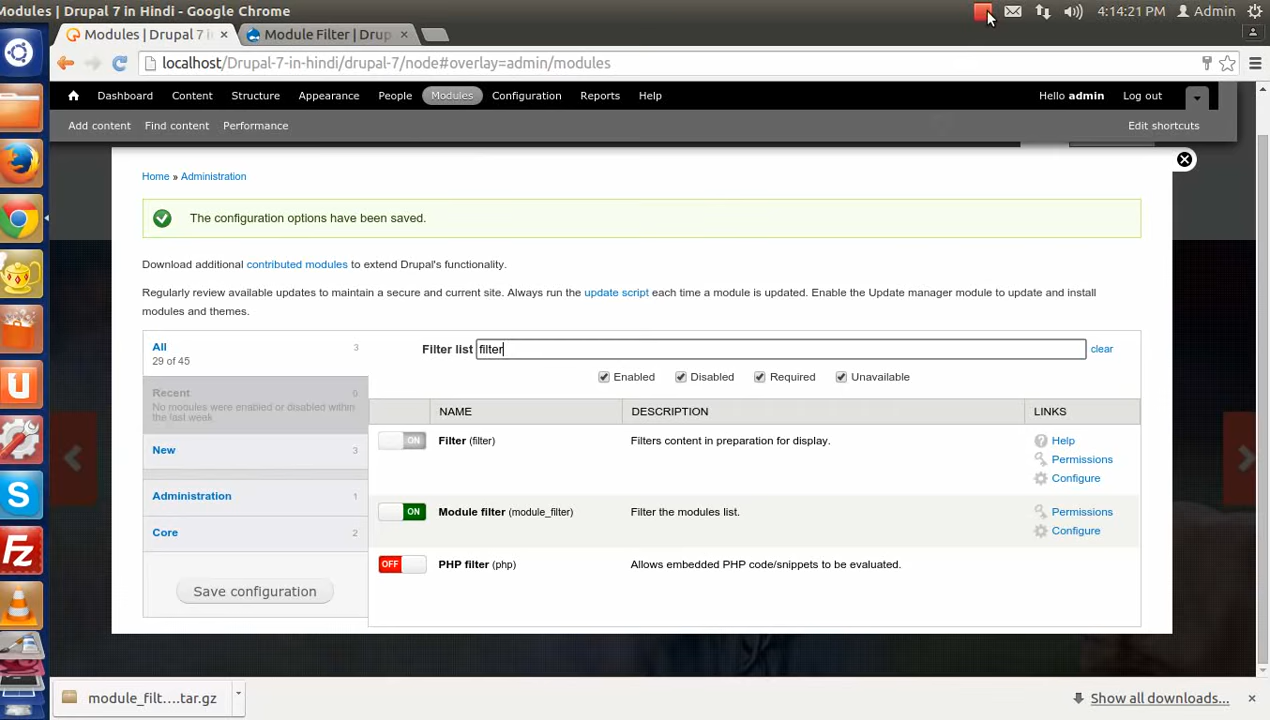 Modules | Drupal 7 in Hindi - Google Chrome
4:14:21 PM Admin
Modules | Drupal 7 i × Module Filter | Drup ×
localhost/Drupal-7-in-hindi/drupal-7/node#overlay=admin/modules
Dashboard Content Structure Appearance People Modules Configuration Reports Help Hello admin Log out
Add content Find content Performance Edit shortcuts
Home » Administration
The configuration options have been saved.
Download additional contributed modules to extend Drupal's functionality.
Regularly review available updates to maintain a secure and current site. Always run the update script each time a module is updated. Enable the Update manager module to update and install
modules and themes.
All 3
29 of 45
Filter list filter clear
Enabled Disabled Required Unavailable
Recent
No modules were enabled or disabled within
the last week
New 3
Administration 1
Core 2
Save configuration
NAME DESCRIPTION LINKS
ON Filter (filter) Filters content in preparation for display. Help
Permissions
Configure
ON Module filter (module_filter) Filter the modules list. Permissions
Configure
OFF PHP filter (php) Allows embedded PHP code/snippets to be evaluated.
module_filt....tar.gz Show all downloads... ×